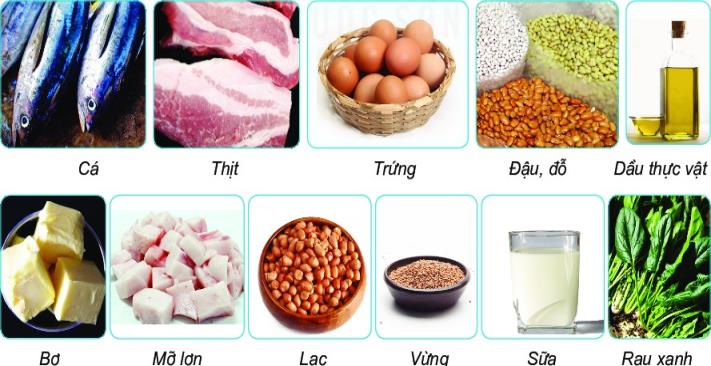 Cá
Thịt
Trứng
Đậu, đỗ
Dầu thực vật
Bơ
Mỡ lợn
Lạc
Vừng
Sữa
Rau xanh